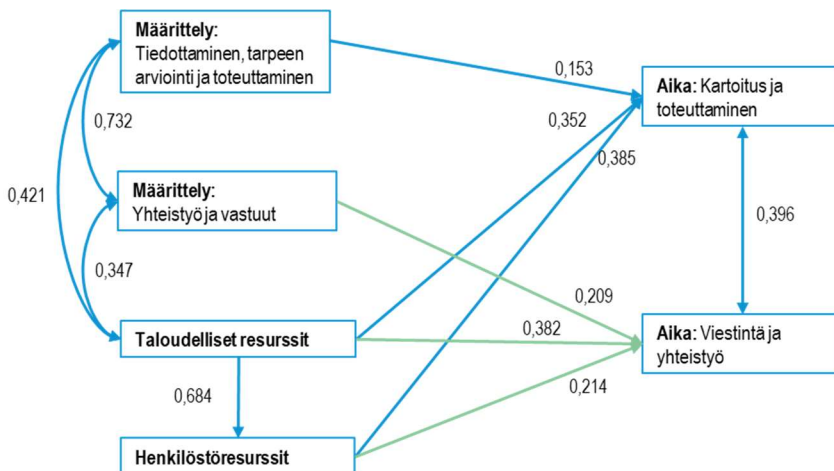 Määrittely:
Tiedottaminen, tarpeen
arviointi ja toteuttaminen
0,153
Aika: Kartoitus ja
toteuttaminen
0,352
0,732
0,385
Määrittely:
Yhteistyö ja vastuut
0,421
0,396
0,347
0,209
Taloudelliset resurssit
0,382
Aika: Viestintä ja
yhteistyö
0,684
0,214
Henkilöstöresurssit